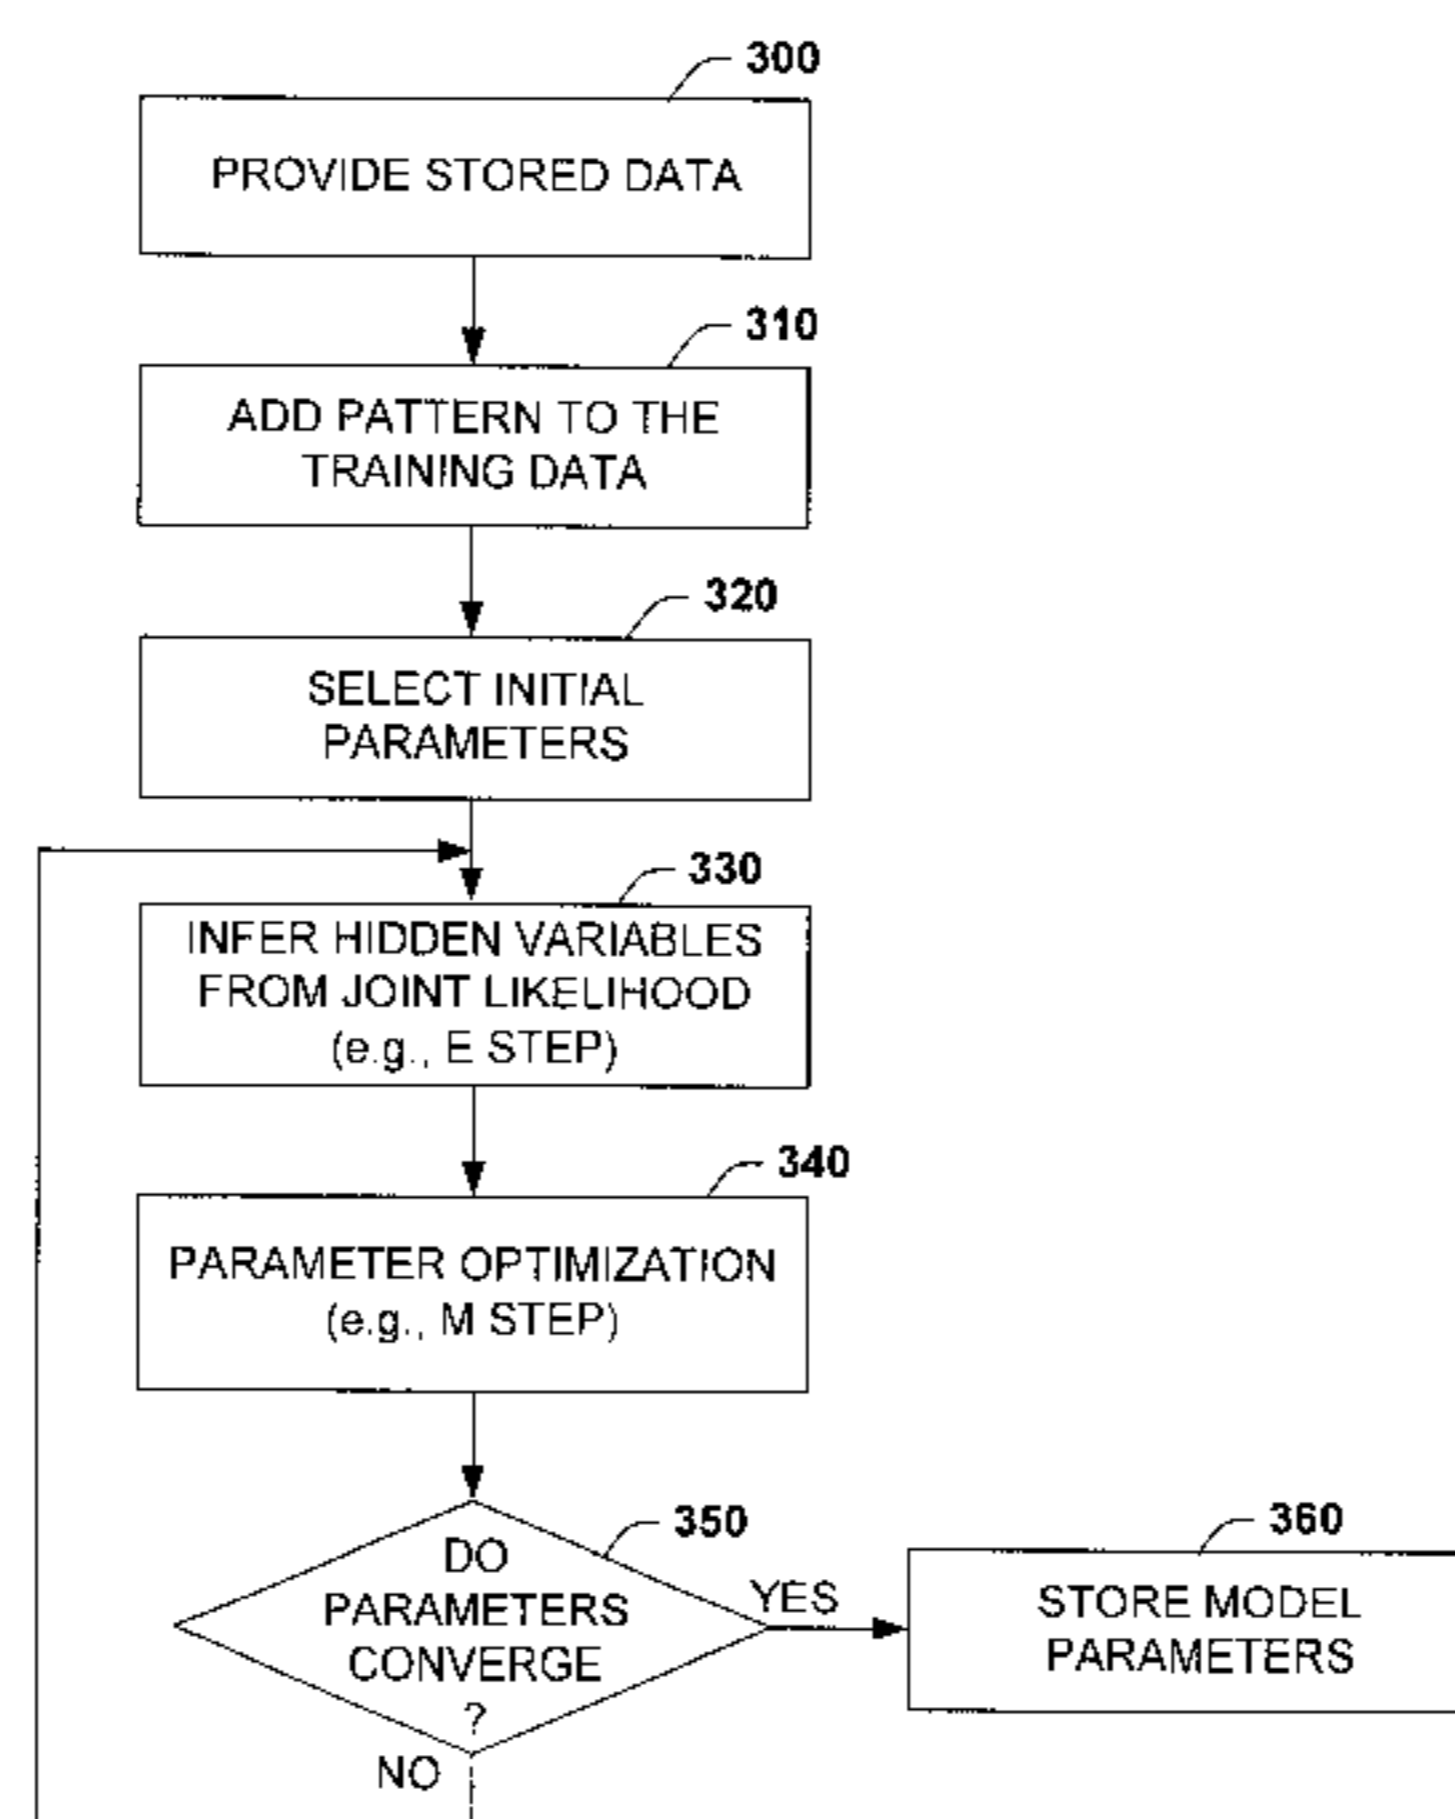 300
PROVIDE STORED DATA
310
ADD PATTERN TO THE
TRAINING DATA
320
SELECT INITIAL
PARAMETERS
330
INFER HIDDEN VARIABLES
FROM JOINT LIKELIHOOD
(e.g., E STEP)
340
PARAMETER OPTIMIZATION
(e.g., M STEP)
350
DO
PARAMETERS
CONVERGE
?
YES
360
STORE MODEL
PARAMETERS
NO